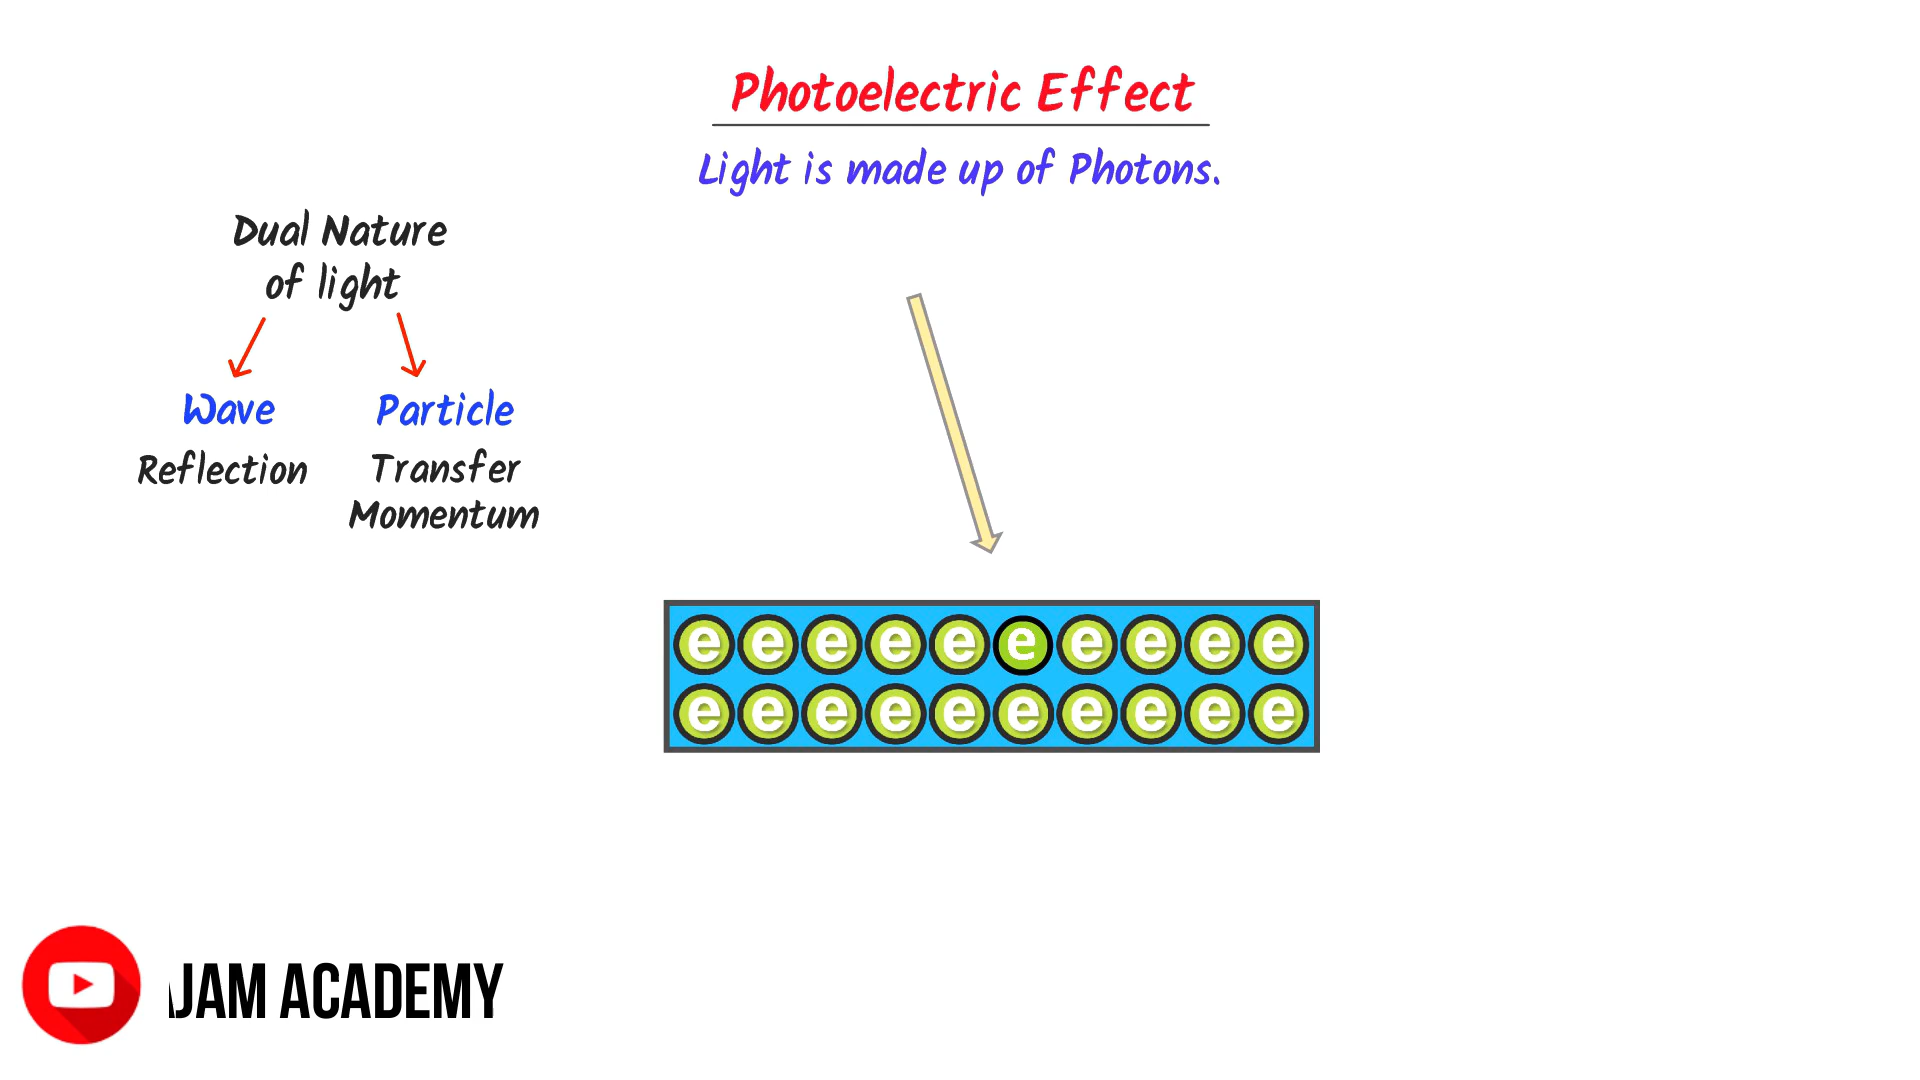 Photoelectric Effect
Light is made up of Photons.
Dual Nature
of light
Wave
Particle
Reflection
Transfer
Momentum
e e e e e e e e e e
e e e e e e e e e e
JAM ACADEMY